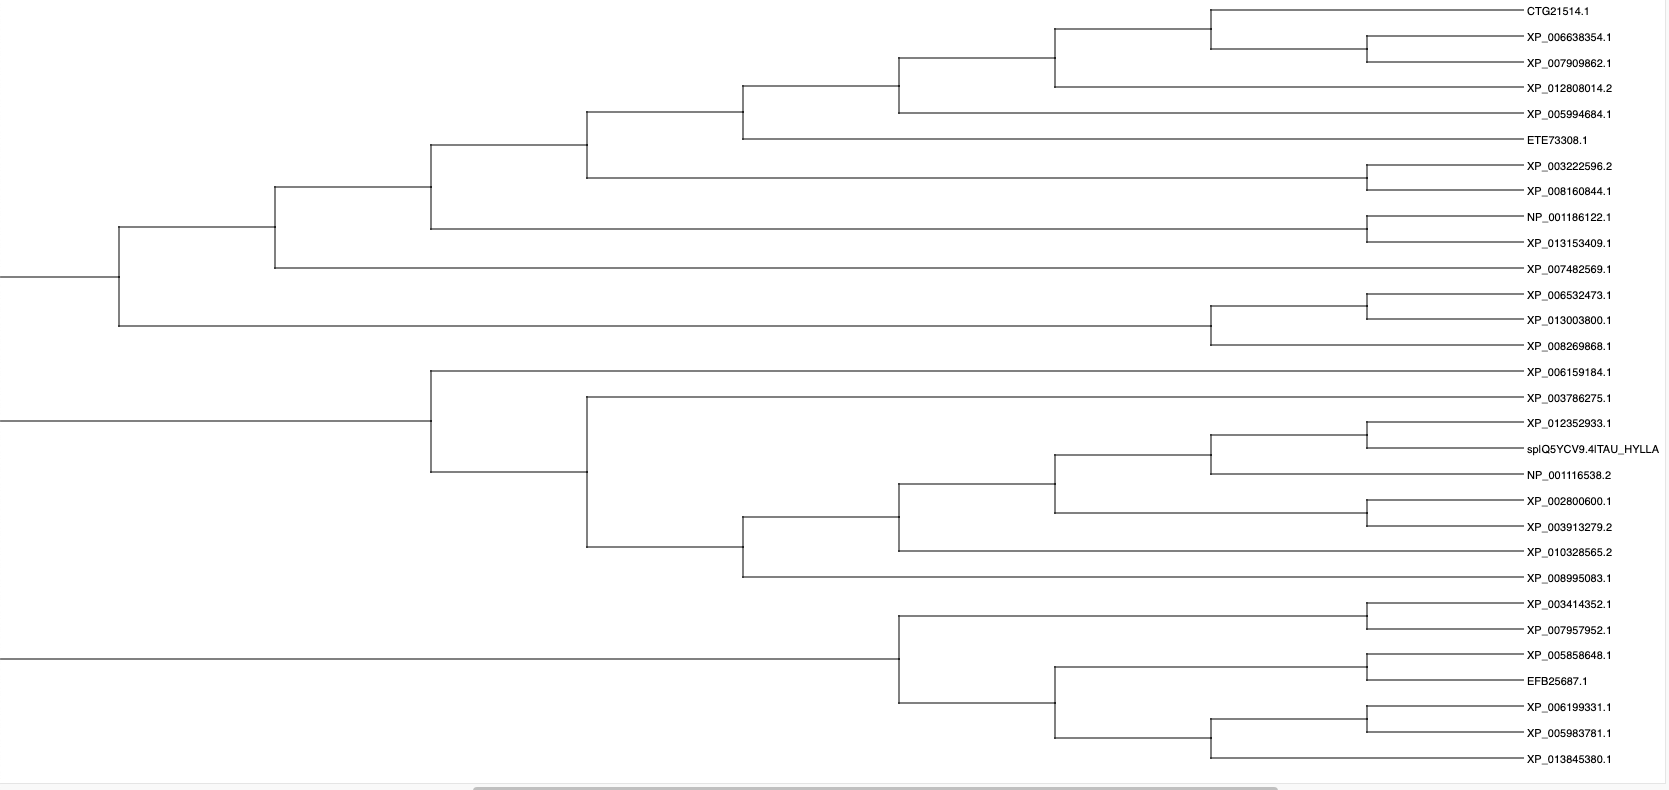 CTG21514.1
XP_006638354.1
XP_007909862.1
XP_012808014.2
XP_005994684.1
ETE73308.1
XP_003222596.2
XP_008160844.1
NP_001186122.1
XP_013153409.1
XP_007482569.1
XP_006532473.1
XP_013003800.1
XP_008269868.1
XP_006159184.1
XP_003786275.1
XP_012352933.1
sp|Q5YCV9.4|TAU_HYLLA
NP_001116538.2
XP_002800600.1
XP_003913279.2
XP_010328565.2
XP_008995083.1
XP_003414352.1
XP_007957952.1
XP_005858648.1
EFB25687.1
XP_006199331.1
XP_005983781.1
XP_013845380.1